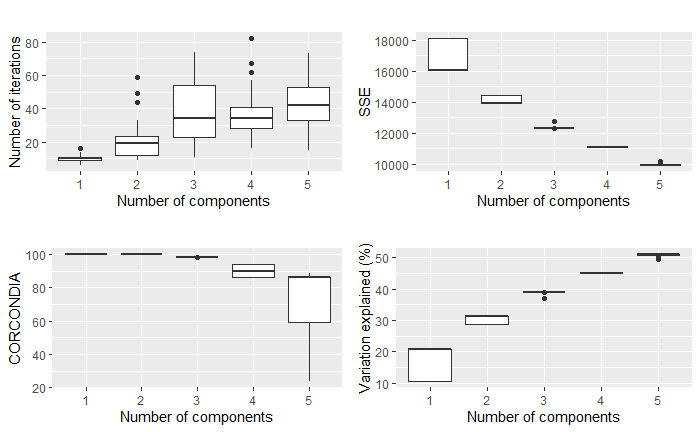 Number of iterations
80
60
40
20
1 2 3 4 5
Number of components
SSE
18000
16000
14000
12000
10000
1 2 3 4 5
Number of components
CORCONDIA
100
80
60
40
20
1 2 3 4 5
Number of components
Variation explained (%)
50
40
30
20
10
1 2 3 4 5
Number of components